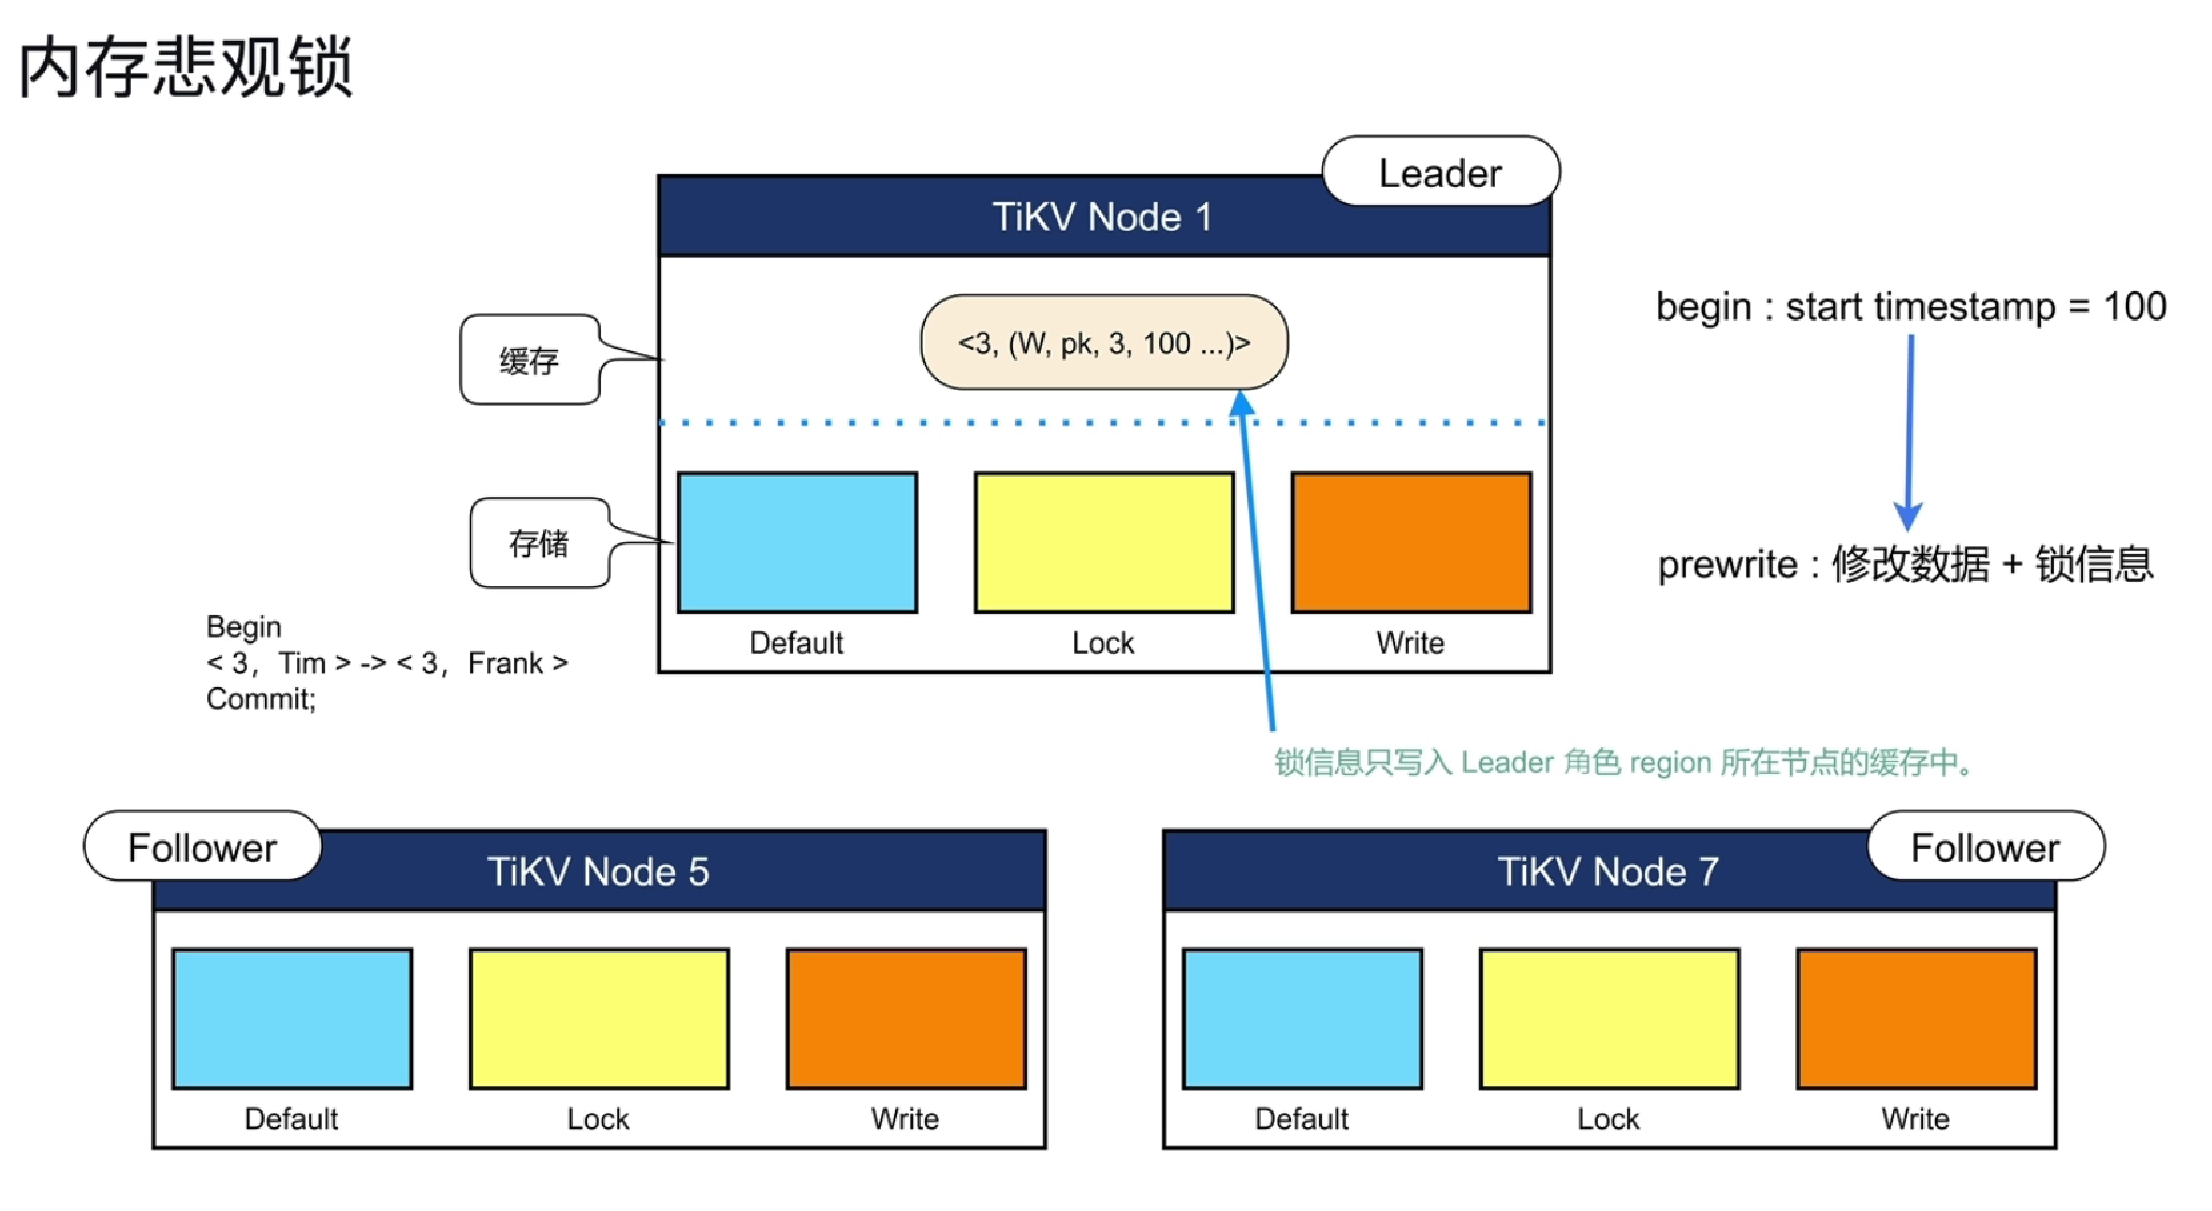 内存悲观锁
Leader
TiKV Node 1
<3, (W, pk, 3, 100 ...)>
缓存
begin : start timestamp = 100
存储
prewrite : 修改数据 + 锁信息
Default
Lock
Write
Begin
< 3，Tim > -> < 3，Frank >
Commit;
锁信息只写入 Leader 角色 region 所在节点的缓存中。
Follower
TiKV Node 5
Default
Lock
Write
Follower
TiKV Node 7
Default
Lock
Write